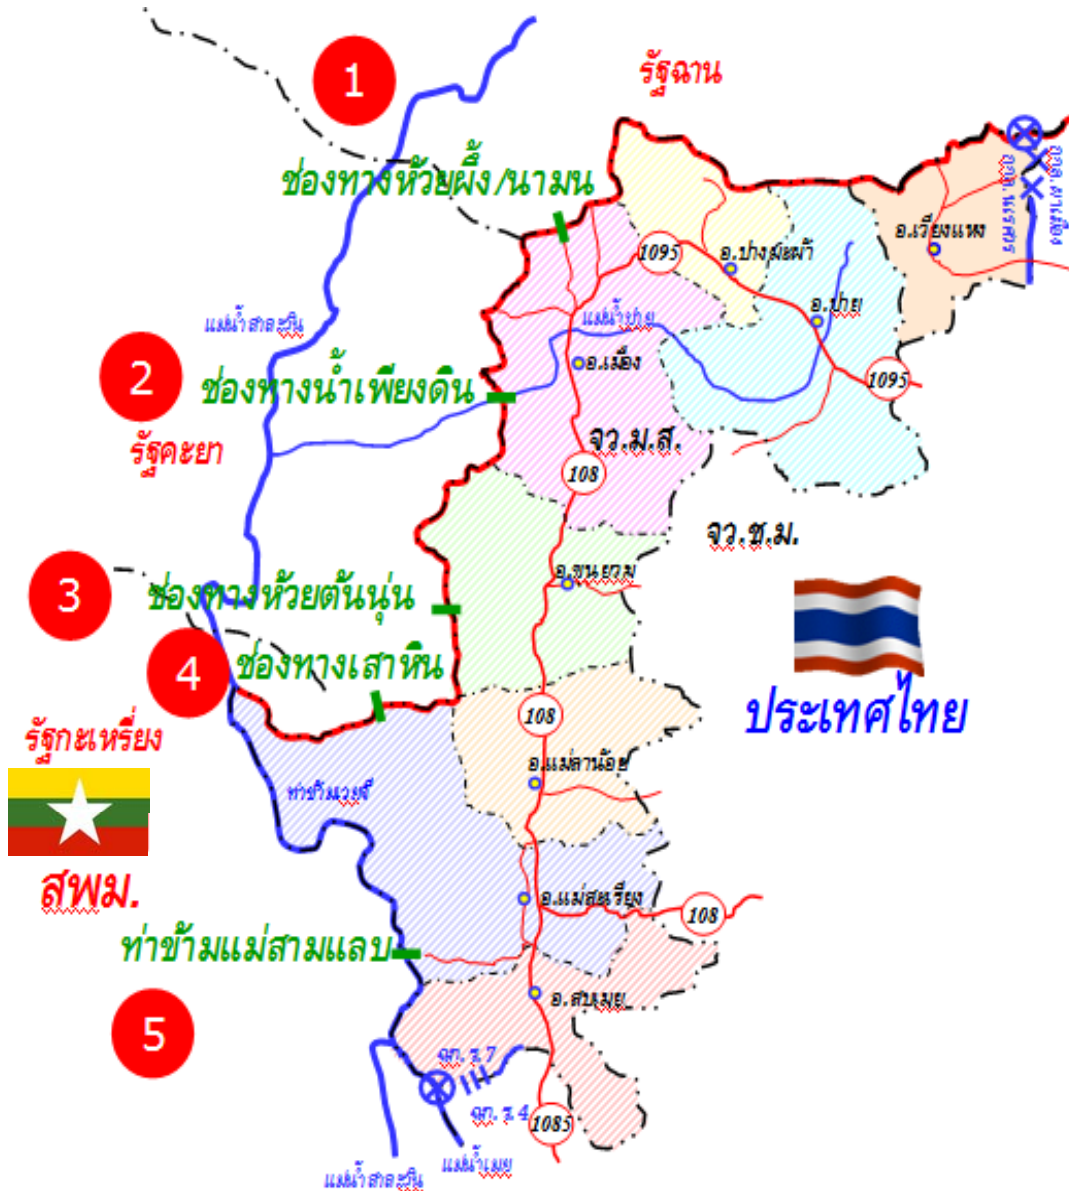 1
รัฐฉาน
ช่องทางห้วยผึ้ง/นามน
อ.เวียงแหง
1095
อ.ปางมะผ้า
แม่น้ำสาละวิน
แม่น้ำปาย
อ.ปาย
2
ช่องทางน้ำเพียงดิน
อ.เมือง
1095
รัฐคะยา
จว.ม.ส.
108
จว.ช.ม.
3
ช่องทางห้วยต้นนุ่น
อ.ขุนยวม
4
ช่องทางเสาหิน
108
ประเทศไทย
รัฐกะเหรี่ยง
อ.แม่ลาน้อย
ท่าข้ามเวยจี
สพม.
อ.แม่สะเรียง
108
ท่าข้ามแม่สามแลบ
อ.สบเมย
5
ฉก.ร.7
ฉก.ร.4
1085
แม่น้ำเมย
แม่น้ำสาละวิน